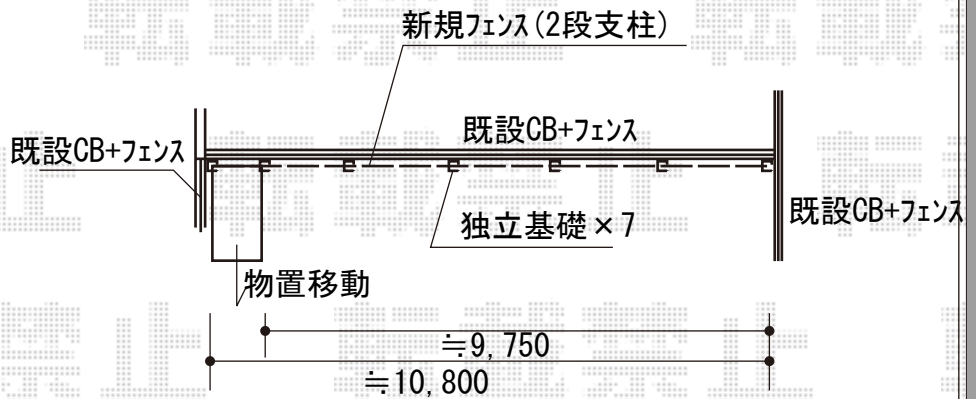 新規フェンス(2段支柱)
既設CB+フェンス
既設CB+フェンス
既設CB+フェンス
独立基礎×7
物置移動
≒9,750
≒10,800